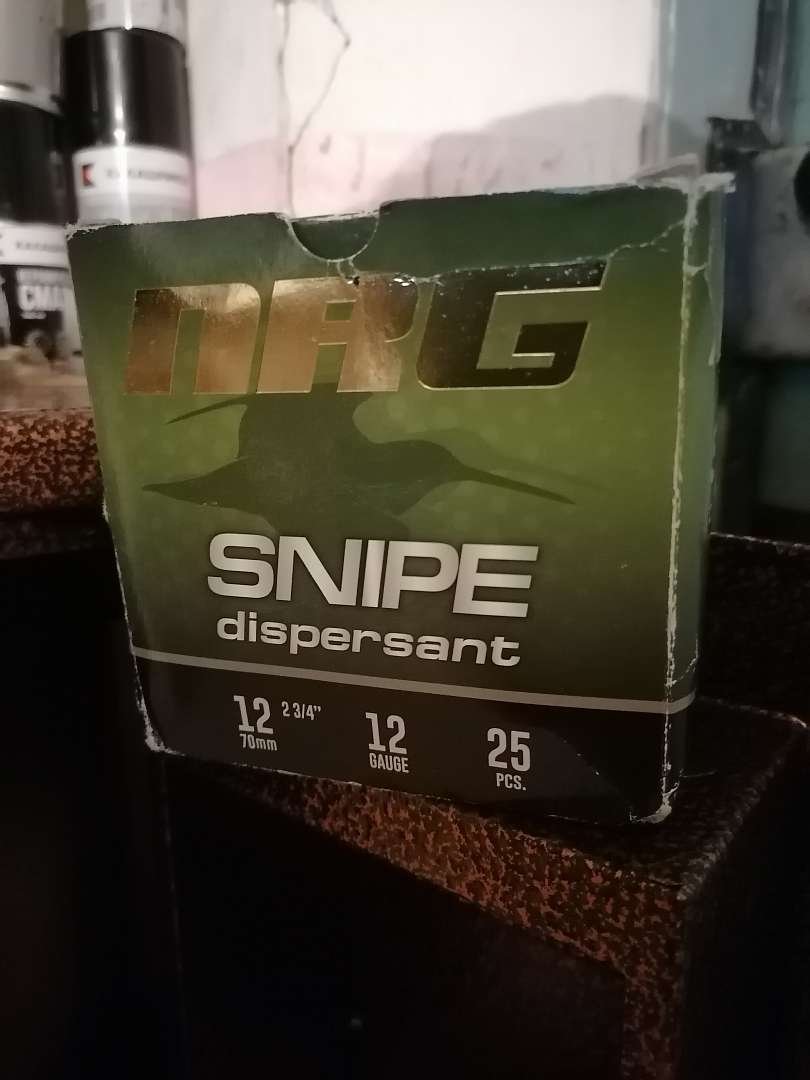 NRG
SNIPE
dispersant
12 2 3/4”
70mm
12
GAUGE
25
PCS.